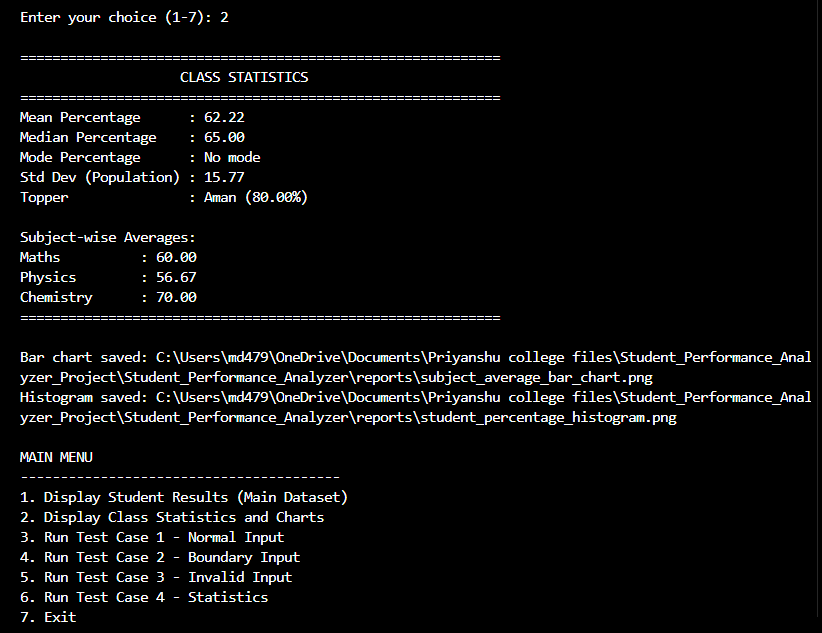 Enter your choice (1-7): 2
============================================================
                    CLASS STATISTICS
============================================================
Mean Percentage      : 62.22
Median Percentage    : 65.00
Mode Percentage      : No mode
Std Dev (Population) : 15.77
Topper               : Aman (80.00%)
Subject-wise Averages:
Maths          : 60.00
Physics        : 56.67
Chemistry      : 70.00
============================================================
Bar chart saved: C:\Users\md479\OneDrive\Documents\Priyanshu college files\Student_Performance_Anal
yzer_Project\Student_Performance_Analyzer\reports\subject_average_bar_chart.png
Histogram saved: C:\Users\md479\OneDrive\Documents\Priyanshu college files\Student_Performance_Anal
yzer_Project\Student_Performance_Analyzer\reports\student_percentage_histogram.png
MAIN MENU
----------------------------------------
1. Display Student Results (Main Dataset)
2. Display Class Statistics and Charts
3. Run Test Case 1 - Normal Input
4. Run Test Case 2 - Boundary Input
5. Run Test Case 3 - Invalid Input
6. Run Test Case 4 - Statistics
7. Exit